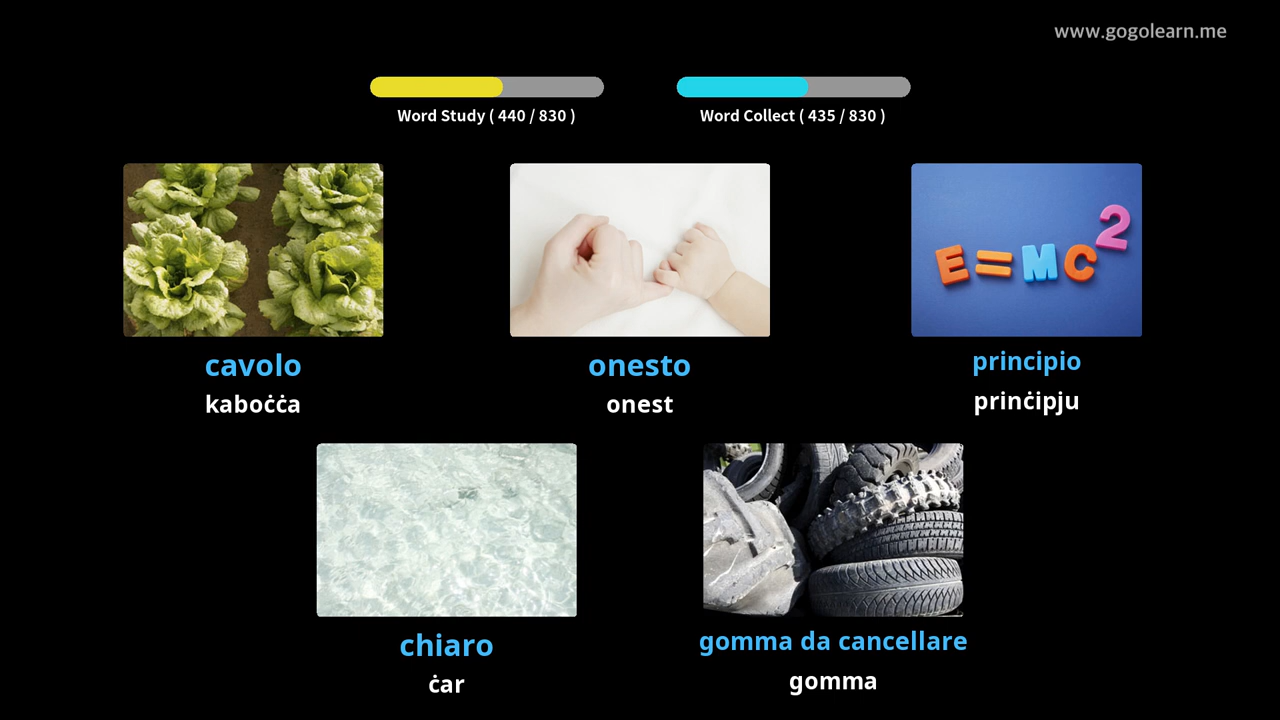 www.gogolearn.me
Word Study ( 440 / 830 )
Word Collect ( 435 / 830 )
E=MC2
cavolo
kaboċċa
onesto
onest
principio
prinċipju
chiaro
ċar
gomma da cancellare
gomma